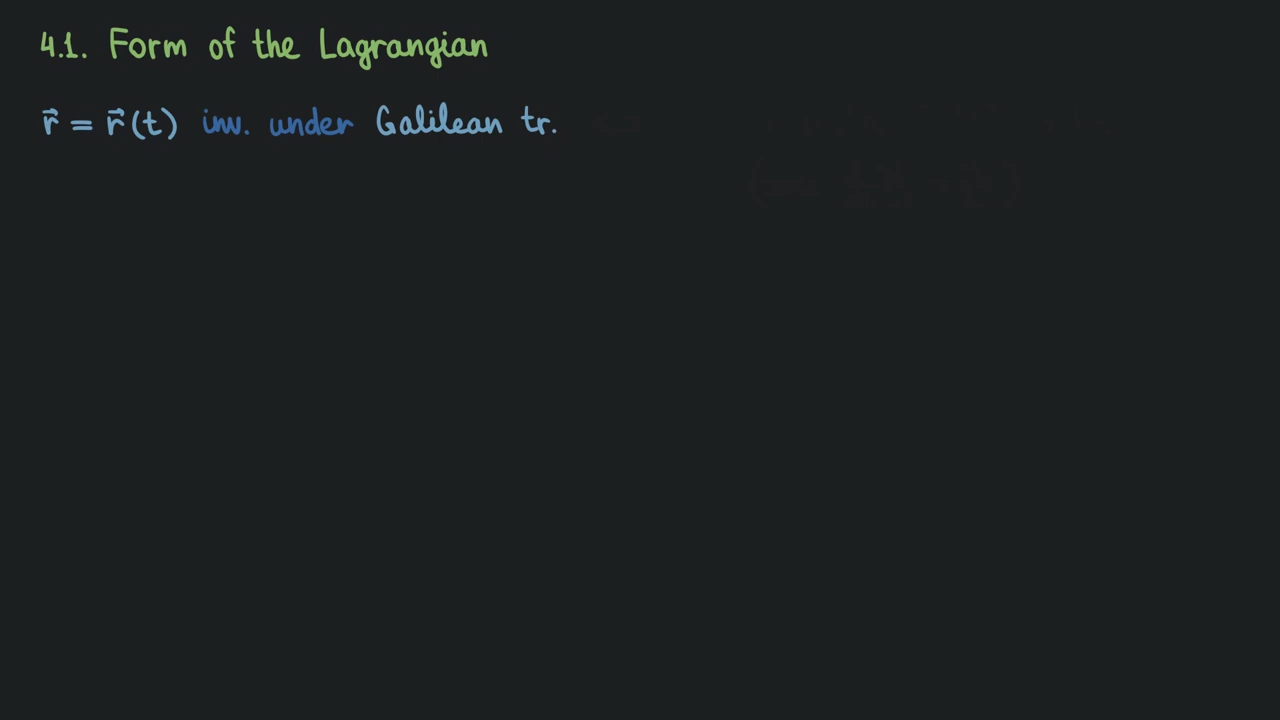 4.1. Form of the Lagrangian
r⃗ = r⃗(t) inv. under Galilean tr.